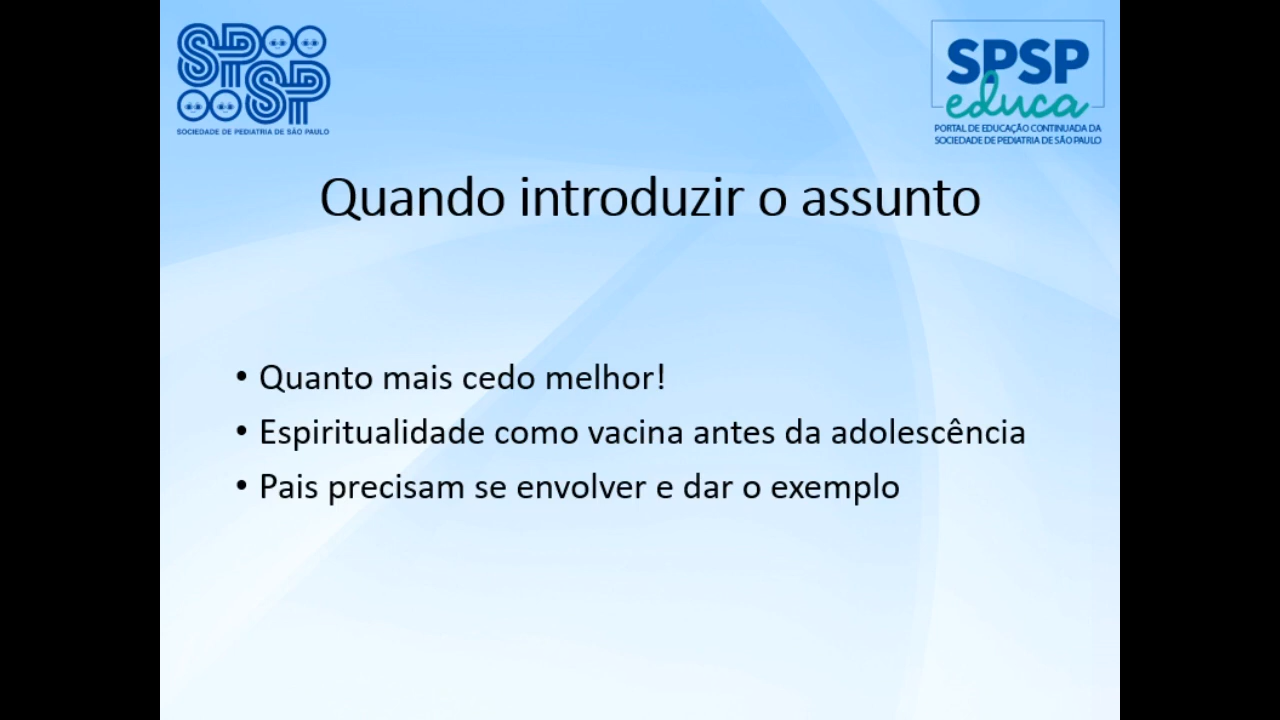 SP
SP
SOCIEDADE DE PEDIATRIA DE SÃO PAULO
SPSP
educa
PORTAL DE EDUCAÇÃO CONTINUADA DA
SOCIEDADE DE PEDIATRIA DE SÃO PAULO
Quando introduzir o assunto
• Quanto mais cedo melhor!
• Espiritualidade como vacina antes da adolescência
• Pais precisam se envolver e dar o exemplo